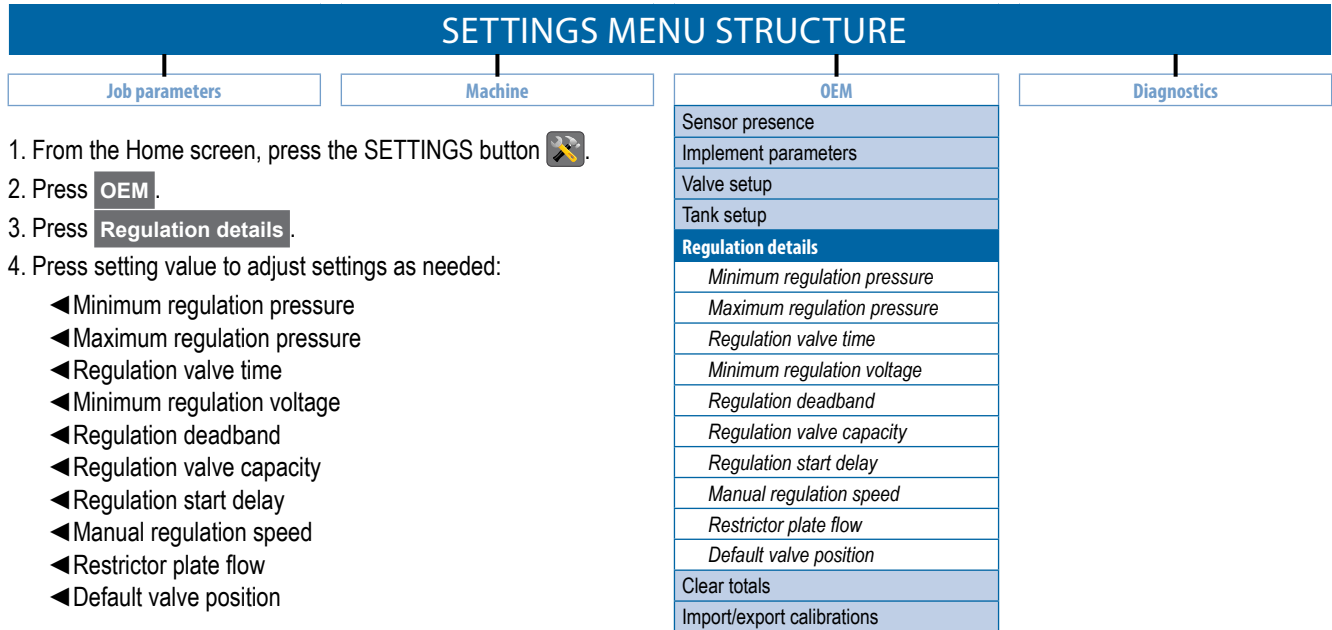 SETTINGS MENU STRUCTURE
Job parameters
Machine
OEM
Diagnostics
1. From the Home screen, press the SETTINGS button .
2. Press OEM .
3. Press Regulation details .
4. Press setting value to adjust settings as needed:
◄Minimum regulation pressure
◄Maximum regulation pressure
◄Regulation valve time
◄Minimum regulation voltage
◄Regulation deadband
◄Regulation valve capacity
◄Regulation start delay
◄Manual regulation speed
◄Restrictor plate flow
◄Default valve position
Sensor presence
Implement parameters
Valve setup
Tank setup
Regulation details
Minimum regulation pressure
Maximum regulation pressure
Regulation valve time
Minimum regulation voltage
Regulation deadband
Regulation valve capacity
Regulation start delay
Manual regulation speed
Restrictor plate flow
Default valve position
Clear totals
Import/export calibrations